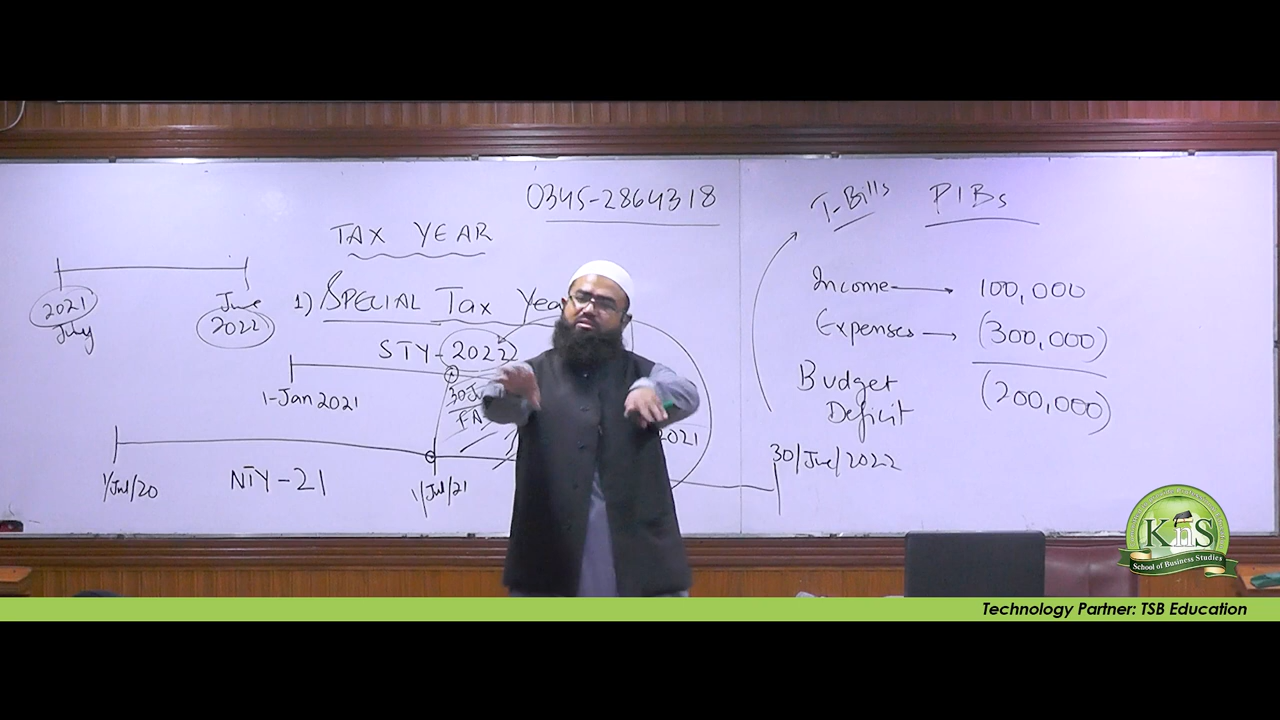 0345-2864318
TAX YEAR
2021
July
June
2022
1) SPECIAL Tax Year
STY-2022
1-Jan 2021
2021
1/Jul/20
NTY-21
1/Jul/21
30/June/2022
T-Bills PIBs
Income → 100,000
Expenses → (300,000)
Budget
Deficit (200,000)
KnS
School of Business Studies
Technology Partner: TSB Education